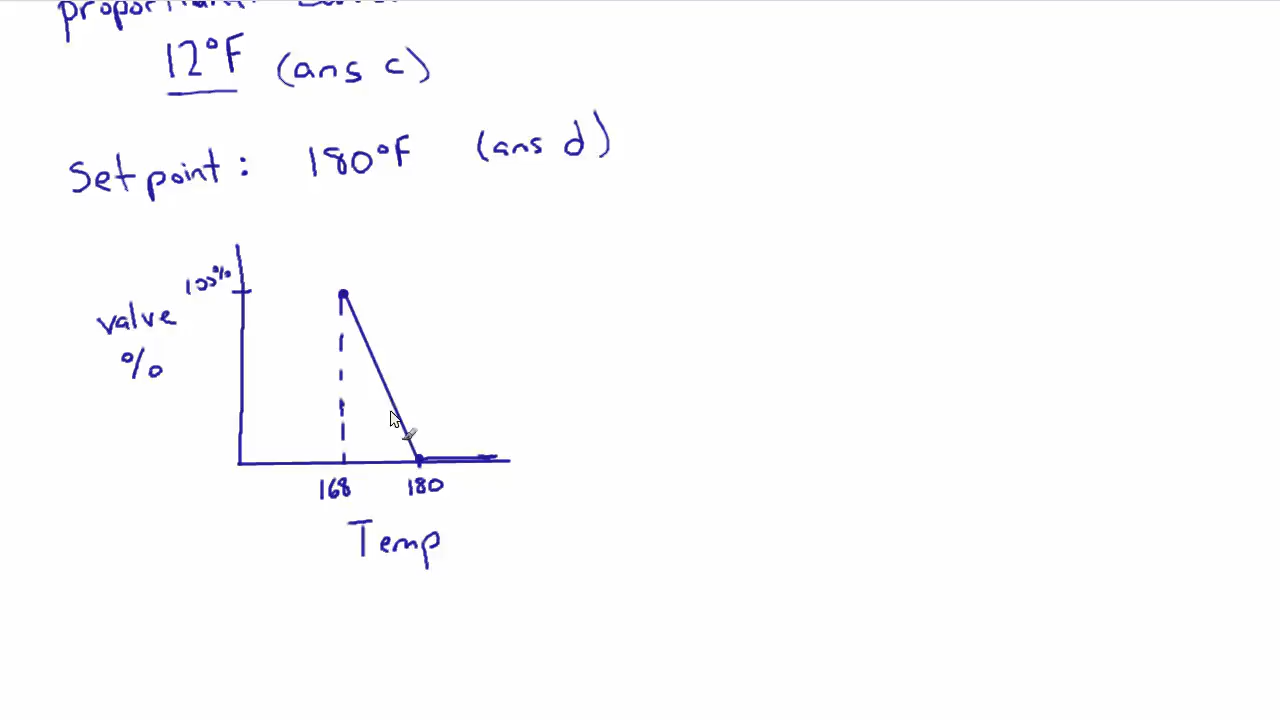 12°F (ans c)
Set point : 180°F (ans d)
100%
valve
%
168 180
Temp